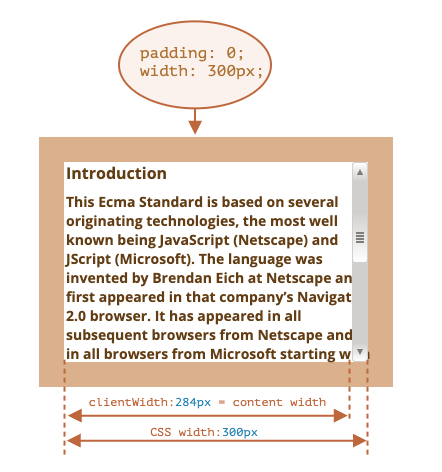 padding: 0;
width: 300px;
Introduction
This Ecma Standard is based on several
originating technologies, the most well
known being JavaScript (Netscape) and
JScript (Microsoft). The language was
invented by Brendan Eich at Netscape an
first appeared in that company's Navigat
2.0 browser. It has appeared in all
subsequent browsers from Netscape and
in all browsers from Microsoft starting
clientWidth:284px = content width
CSS width:300px